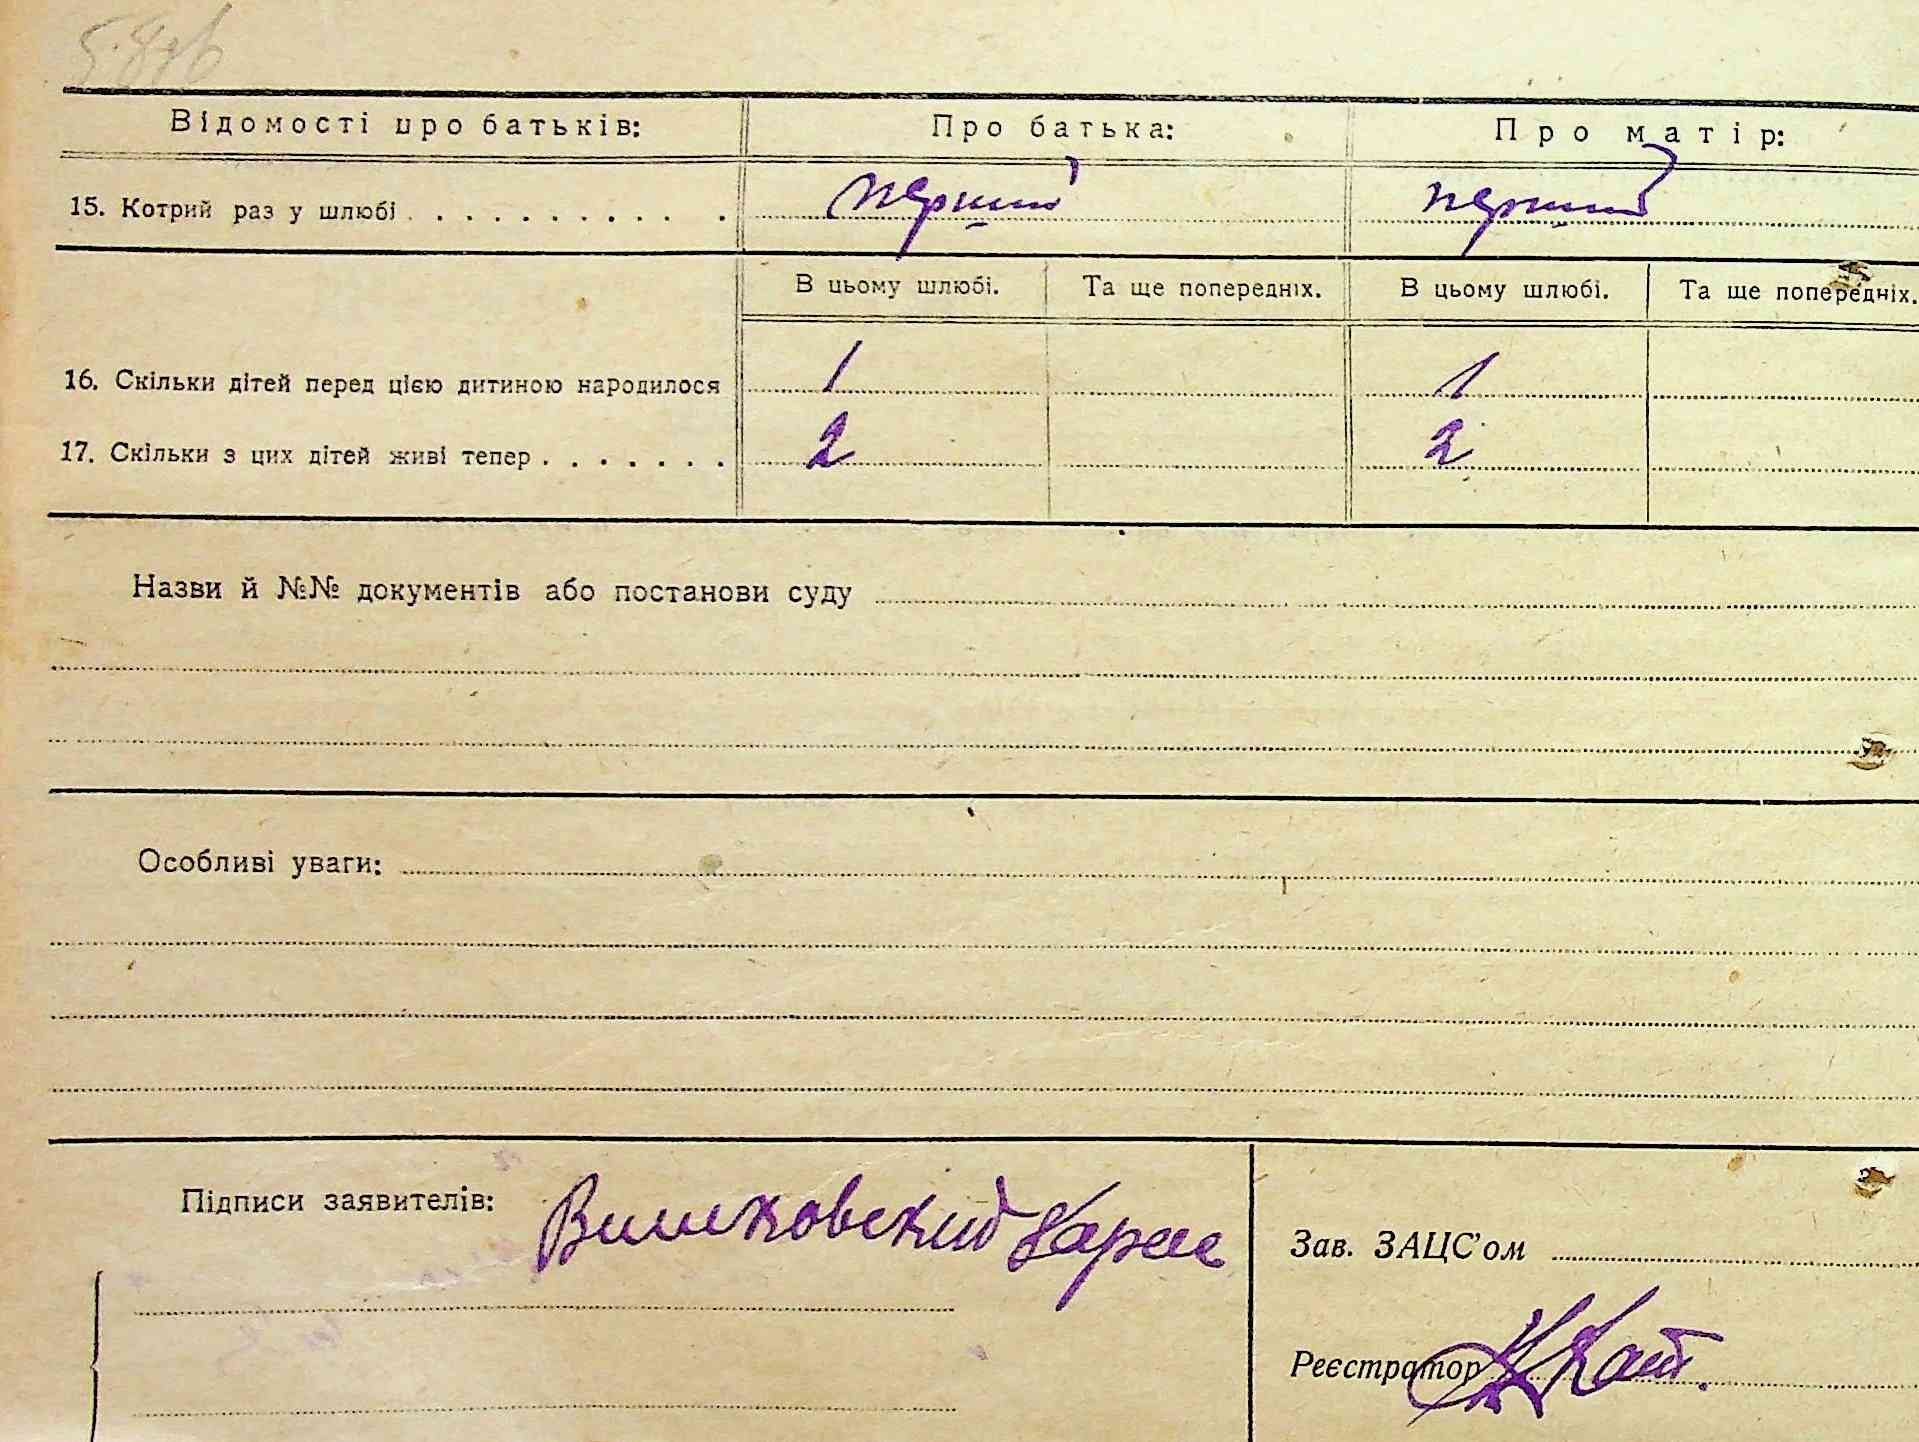 Відомості про батьків: Про батька: Про матір:
15. Котрий раз у шлюбі . . . . . . . . . . . перший перший
В цьому шлюбі. Та ще попередніх. В цьому шлюбі. Та ще попередніх.
16. Скільки дітей перед цією дитиною народилося 1 1
17. Скільки з цих дітей живі тепер . . . . . . . 2 2
Назви й №№ документів або постанови суду
Особливі уваги:
Підписи заявителів: Вишковский
Зав. ЗАЦС'ом
Реєстратор